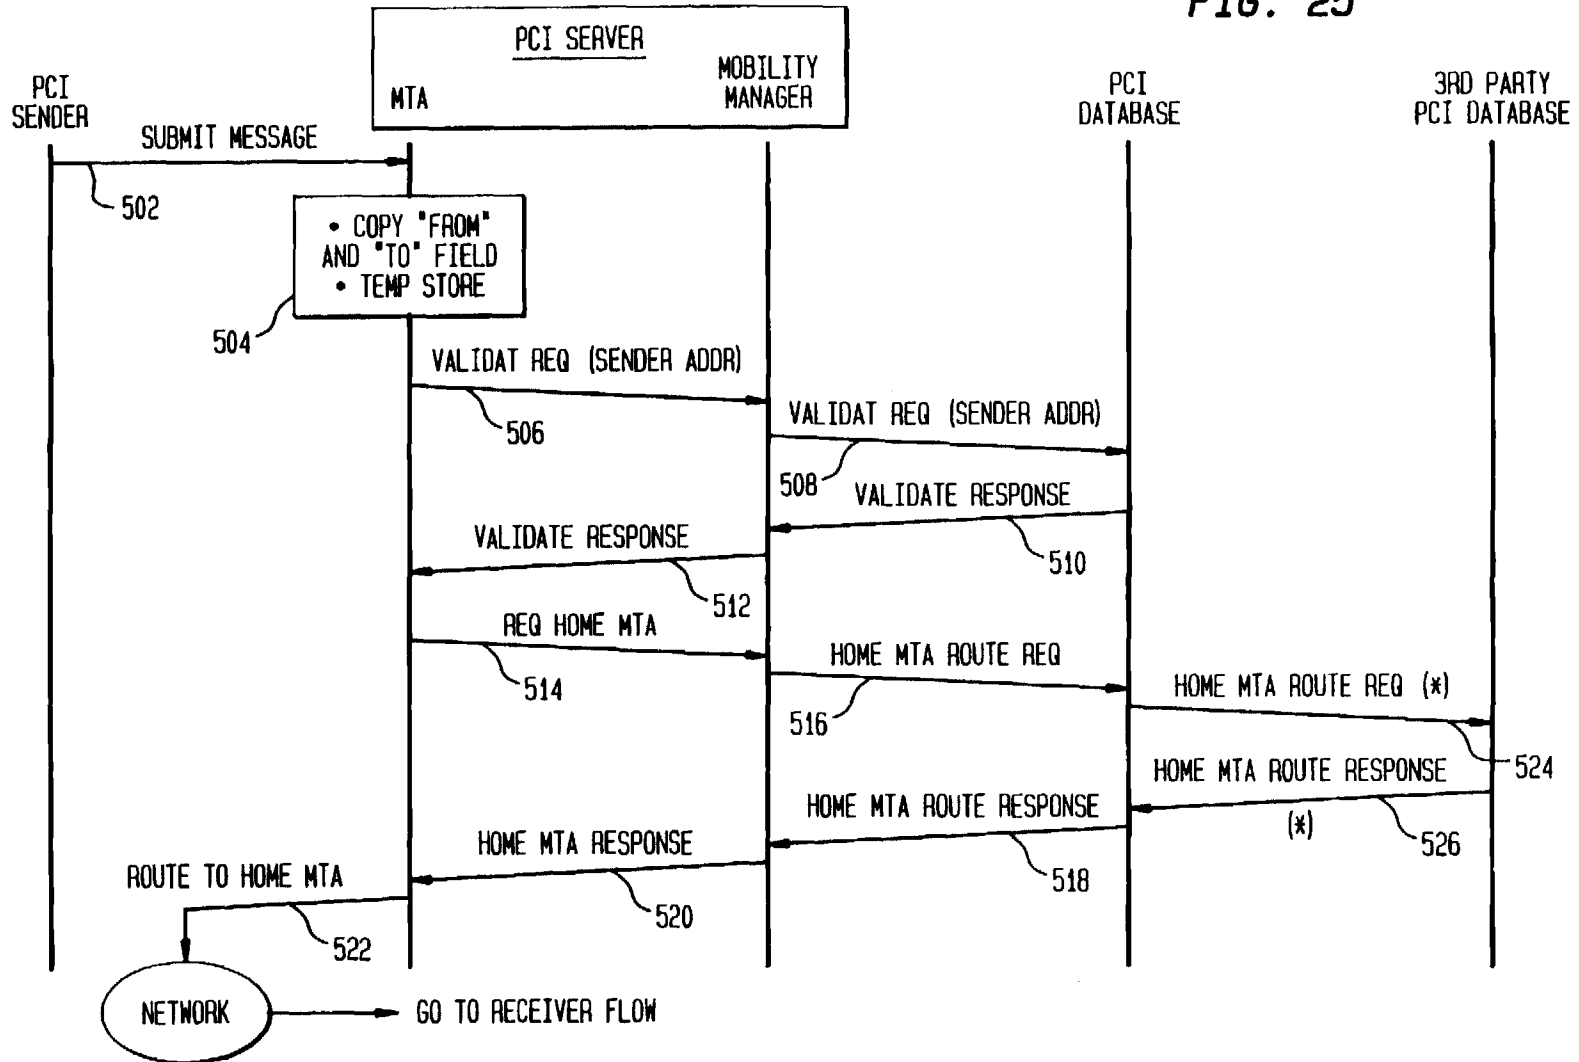 FIG. 25
PCI SERVER
MTA
MOBILITY
MANAGER
PCI
SENDER
PCI
DATABASE
3RD PARTY
PCI DATABASE
SUBMIT MESSAGE
502
• COPY "FROM"
AND "TO" FIELD
• TEMP STORE
504
VALIDAT REQ (SENDER ADDR)
506
VALIDAT REQ (SENDER ADDR)
508
VALIDATE RESPONSE
510
VALIDATE RESPONSE
512
REQ HOME MTA
514
HOME MTA ROUTE REQ
516
HOME MTA ROUTE REQ (*)
524
HOME MTA ROUTE RESPONSE
(*)
526
HOME MTA ROUTE RESPONSE
518
HOME MTA RESPONSE
520
ROUTE TO HOME MTA
522
NETWORK
GO TO RECEIVER FLOW